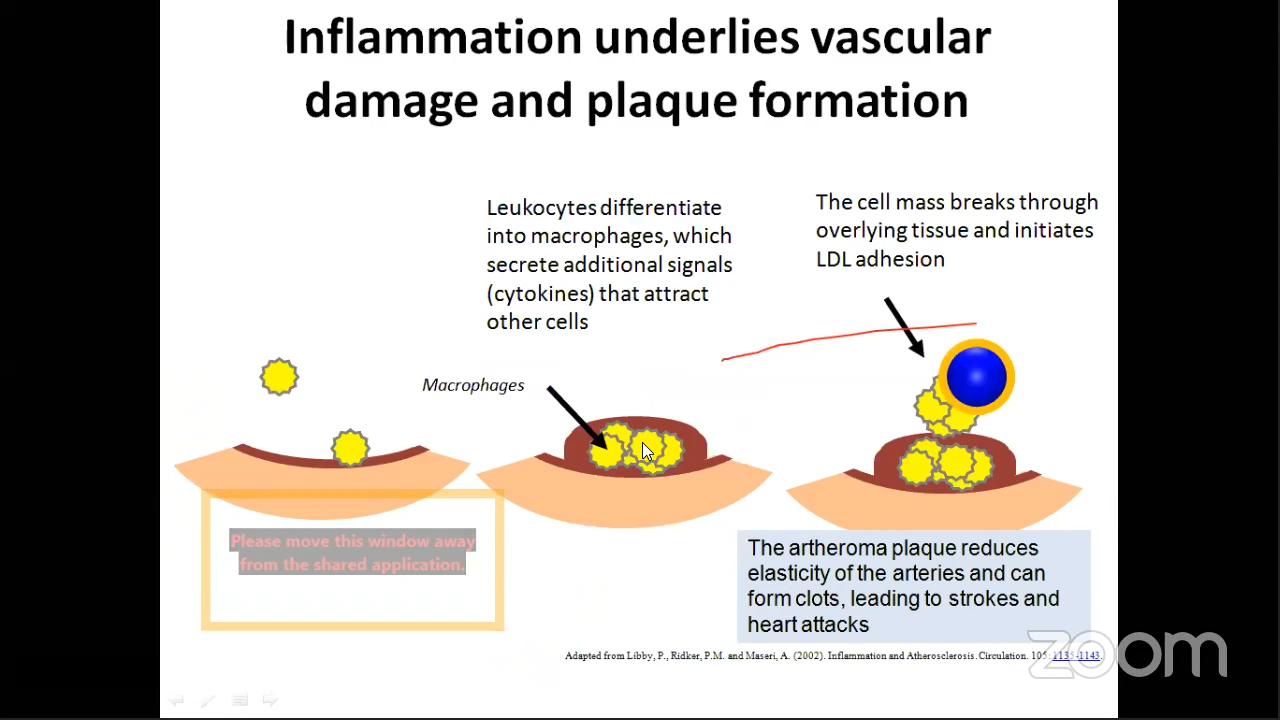 Inflammation underlies vascular
damage and plaque formation
Leukocytes differentiate
into macrophages, which
secrete additional signals
(cytokines) that attract
other cells
The cell mass breaks through
overlying tissue and initiates
LDL adhesion
Macrophages
Please move this window away
from the shared application.
The artheroma plaque reduces
elasticity of the arteries and can
form clots, leading to strokes and
heart attacks
Adapted from Libby, P., Ridker, P.M. and Maseri, A. (2002). Inflammation and Atherosclerosis. Circulation. 105: 1135-1143.
zoom